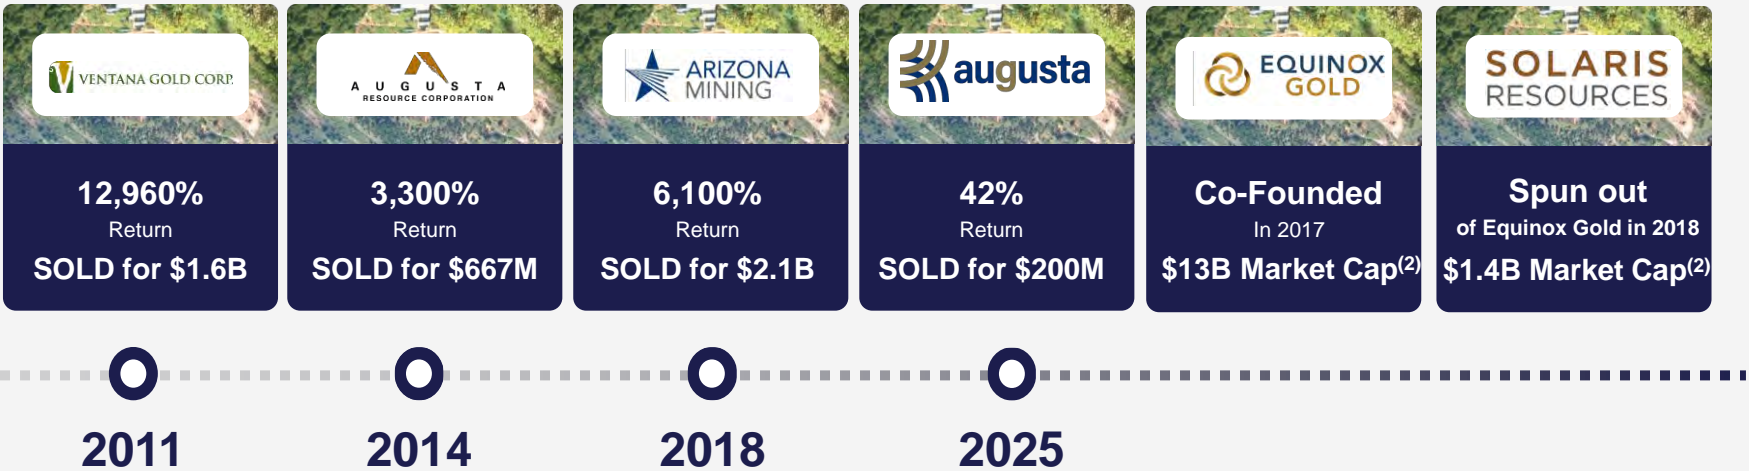 VENTANA GOLD CORP.
12,960%
Return
SOLD for $1.6B
AUGUSTA
RESOURCE CORPORATION
3,300%
Return
SOLD for $667M
ARIZONA
MINING
6,100%
Return
SOLD for $2.1B
augusta
42%
Return
SOLD for $200M
EQUINOX
GOLD
Co-Founded
In 2017
$13B Market Cap(2)
SOLARIS
RESOURCES
Spun out
of Equinox Gold in 2018
$1.4B Market Cap(2)
2011
2014
2018
2025